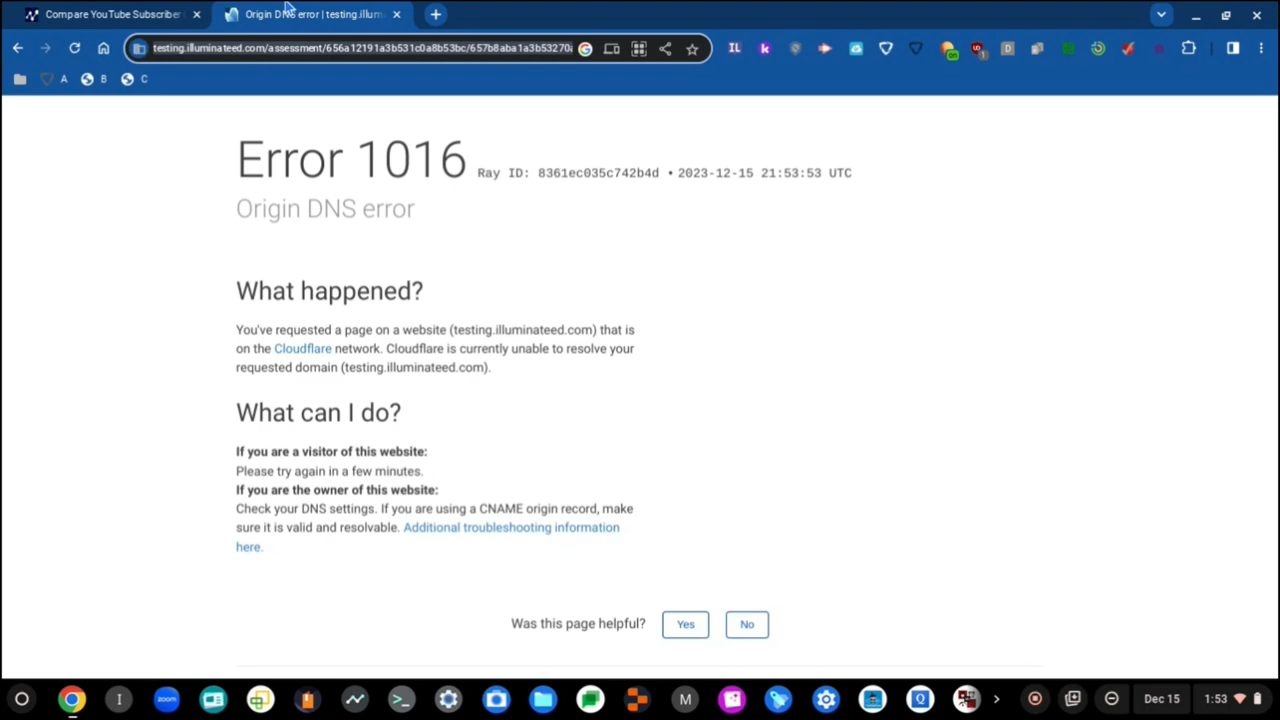 Compare YouTube Subscriber
Origin DNS error | testing.illum
testing.illuminateed.com/assessment/656a12191a3b531c0a8b53bc/657b8aba1a3b53270
A
B
C
Error 1016 Ray ID: 8361ec035c742b4d • 2023-12-15 21:53:53 UTC
Origin DNS error
What happened?
You've requested a page on a website (testing.illuminateed.com) that is
on the Cloudflare network. Cloudflare is currently unable to resolve your
requested domain (testing.illuminateed.com).
What can I do?
If you are a visitor of this website:
Please try again in a few minutes.
If you are the owner of this website:
Check your DNS settings. If you are using a CNAME origin record, make
sure it is valid and resolvable. Additional troubleshooting information
here.
Was this page helpful? Yes No
Dec 15 1:53